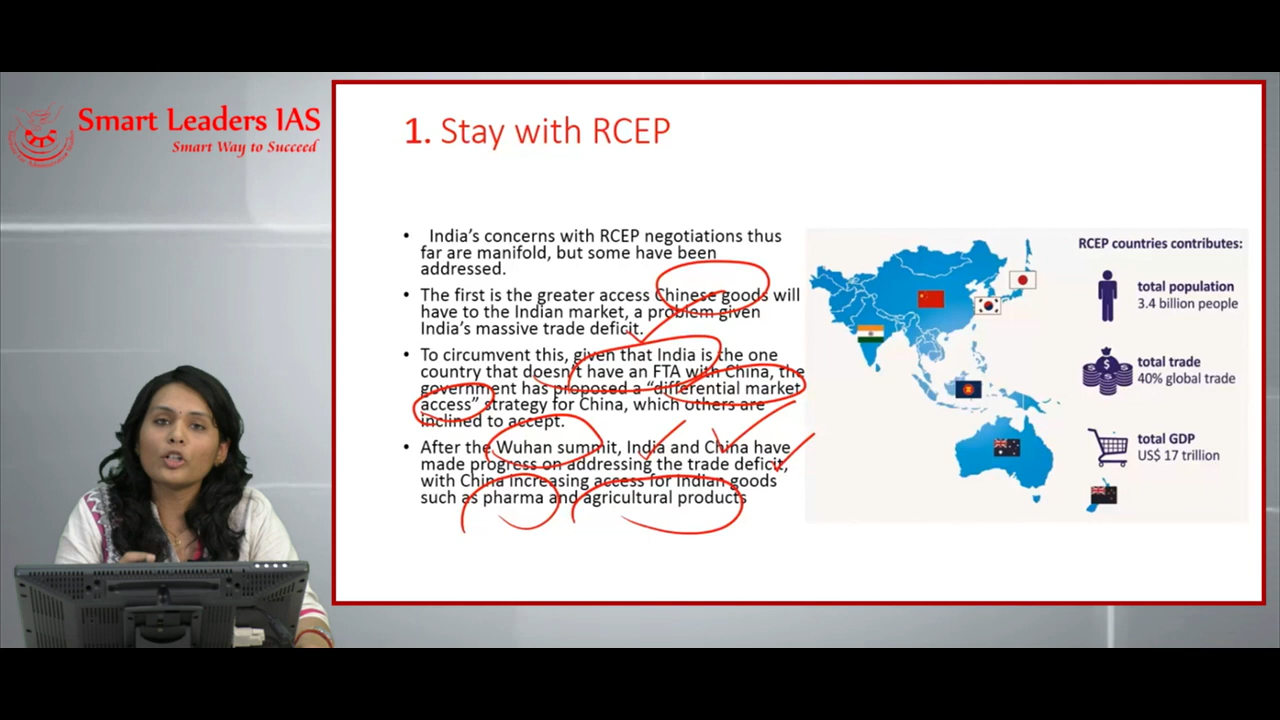 Smart Leaders IAS
Smart Way to Succeed
1. Stay with RCEP
• India's concerns with RCEP negotiations thus
far are manifold, but some have been
addressed.
• The first is the greater access Chinese goods will
have to the Indian market, a problem given
India's massive trade deficit.
• To circumvent this, given that India is the one
country that doesn't have an FTA with China, the
government has proposed a "differential market
access" strategy for China, which others are
inclined to accept.
• After the Wuhan summit, India and China have
made progress on addressing the trade deficit,
with China increasing access for Indian goods
such as pharma and agricultural products
RCEP countries contributes:
total population
3.4 billion people
total trade
40% global trade
total GDP
US$ 17 trillion